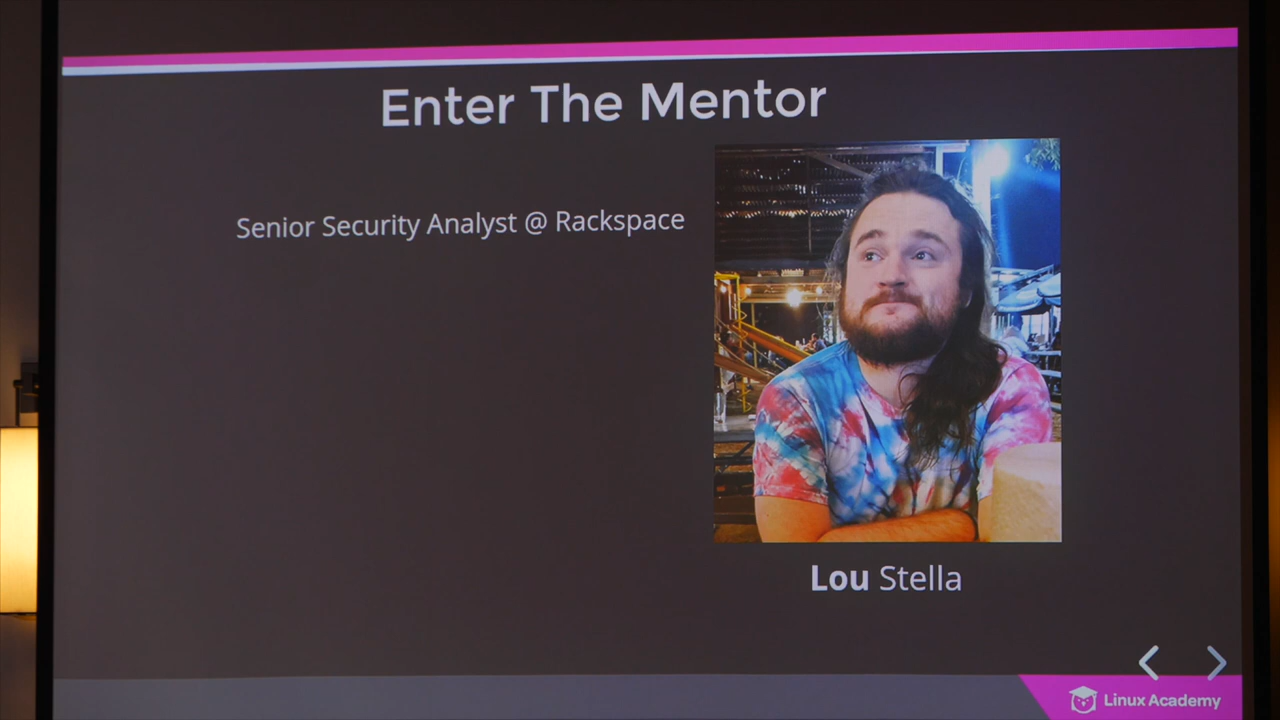 Enter The Mentor
Senior Security Analyst @ Rackspace
Lou Stella
Linux Academy